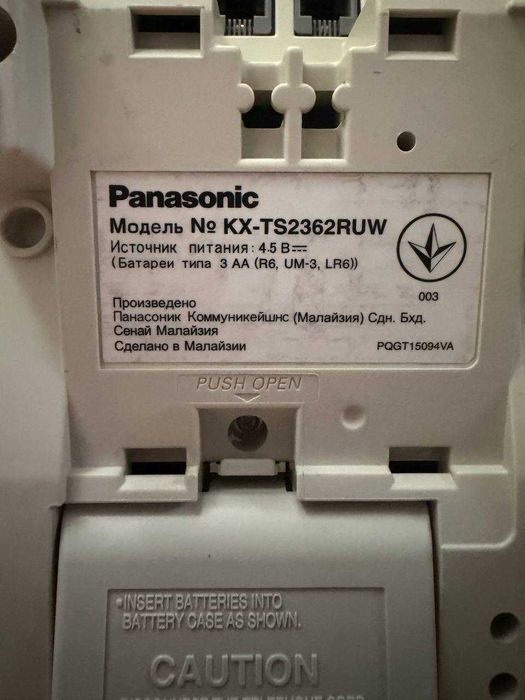 Panasonic
Модель № KX-TS2362RUW
Источник питания: 4.5 В
(Батареи типа 3 AA (R6, UM-3, LR6))
003
Произведено
Панасоник Коммуникейшнс (Малайзия) Сдн. Бхд.
Сенай Малайзия
Сделано в Малайзии
PQGT15094VA
PUSH OPEN
•INSERT BATTERIES INTO
BATTERY CASE AS SHOWN.
CAUTION